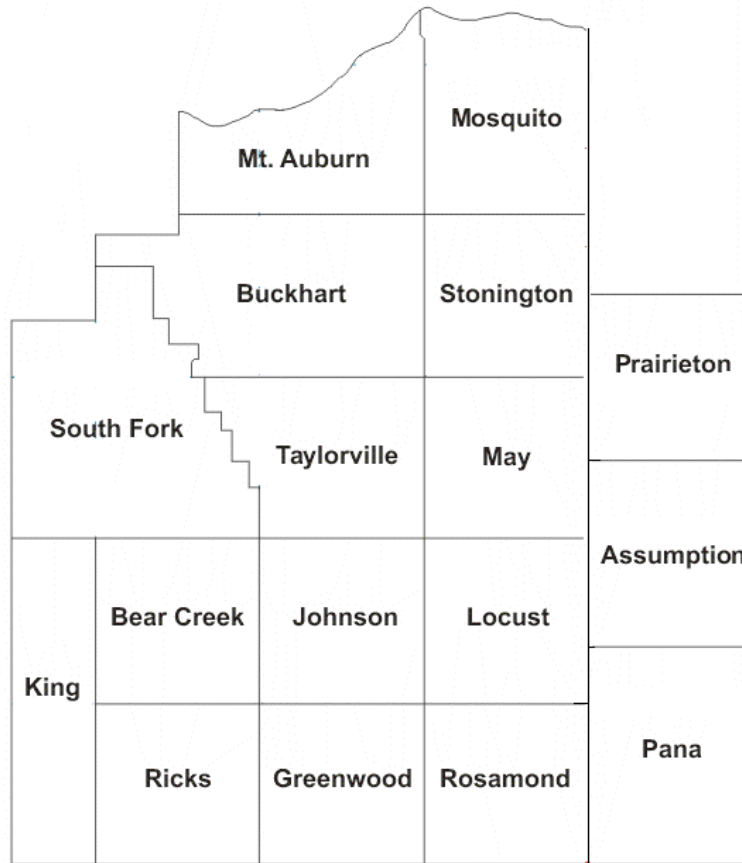 Mosquito
Mt. Auburn
Buckhart
Stonington
Prairieton
South Fork
Taylorville
May
Assumption
Bear Creek
Johnson
Locust
King
Pana
Ricks
Greenwood
Rosamond